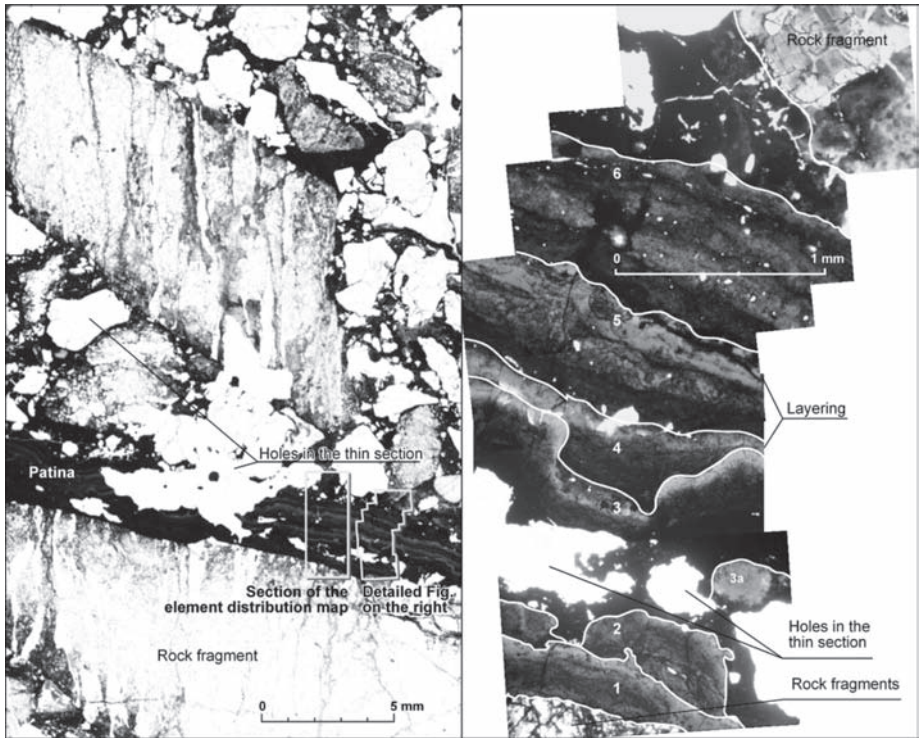 Patina
Holes in the thin section
Section of the
element distribution map
Detailed Fig.
on the right
Rock fragment
0 5 mm
Rock fragment
6
0 1 mm
5
Layering
4
3
3a
Holes in the
thin section
2
1
Rock fragments